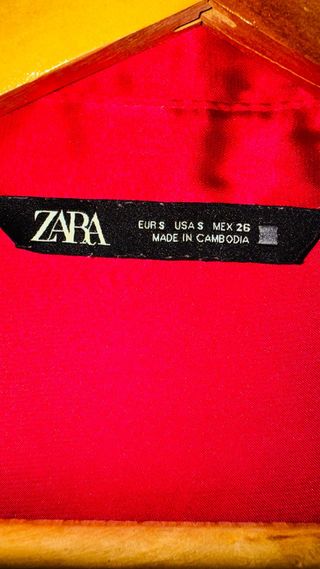 ZARA
EUR S USA S MEX 26
MADE IN CAMBODIA